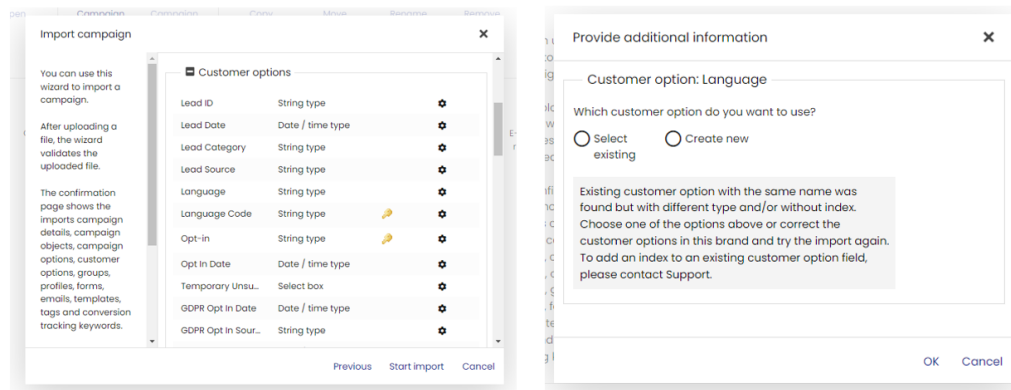 Campaign Campaign Copy Move Rename Remove
Import campaign
You can use this
wizard to import a
campaign.
After uploading a
file, the wizard
validates the
uploaded file.
The confirmation
page shows the
imports campaign
details, campaign
objects, campaign
options, customer
options, groups,
profiles, forms,
emails, templates,
tags and conversion
tracking keywords.
Customer options
Lead ID String type
Lead Date Date / time type
Lead Category String type
Lead Source String type
Language String type
Language Code String type
Opt-in String type
Opt In Date Date / time type
Temporary Unsu... Select box
GDPR Opt In Date Date / time type
GDPR Opt In Sour... String type
Previous Start import Cancel
Provide additional information
Customer option: Language
Which customer option do you want to use?
Select existing
Create new
Existing customer option with the same name was
found but with different type and/or without index.
Choose one of the options above or correct the
customer options in this brand and try the import again.
To add an index to an existing customer option field,
please contact Support.
OK Cancel